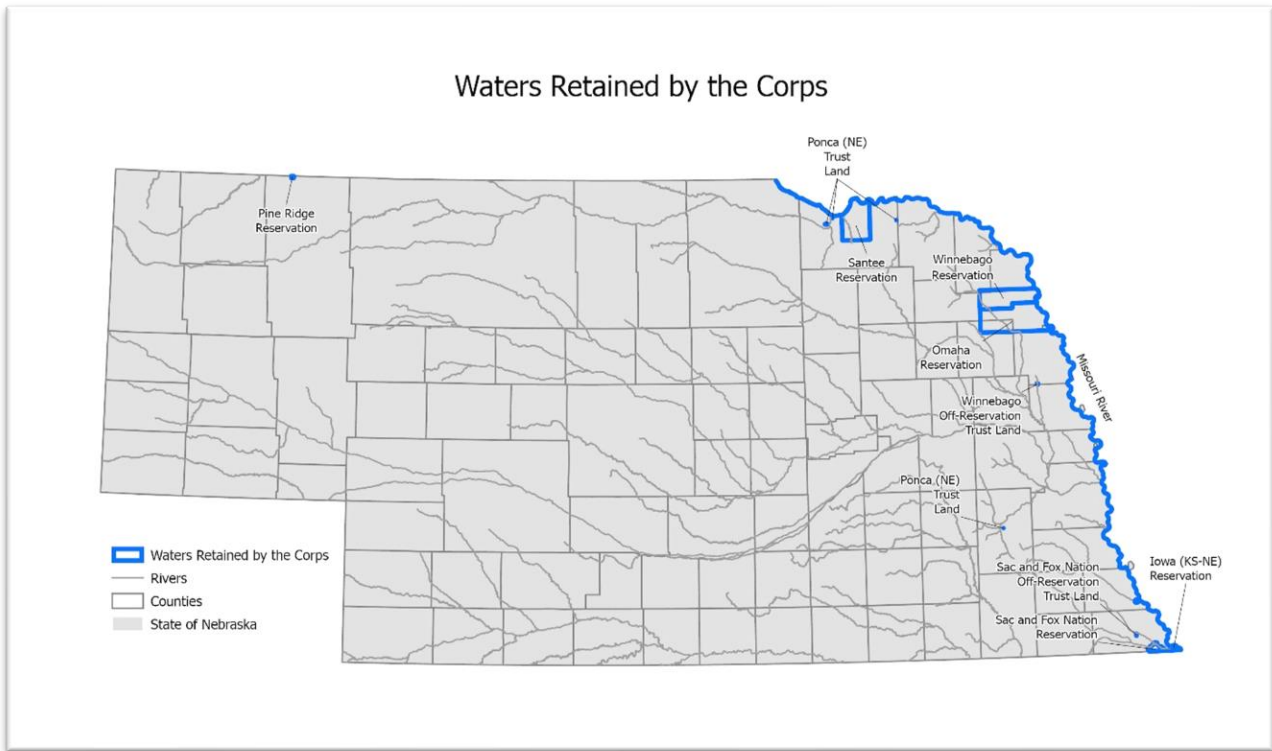 Waters Retained by the Corps
Ponca (NE)
Trust
Land
Pine Ridge
Reservation
Santee
Reservation
Winnebago
Reservation
Omaha
Reservation
Missouri River
Winnebago
Off-Reservation
Trust Land
Ponca (NE)
Trust
Land
Sac and Fox Nation
Off-Reservation
Trust Land
Iowa (KS-NE)
Reservation
Sac and Fox Nation
Reservation
Waters Retained by the Corps
Rivers
Counties
State of Nebraska